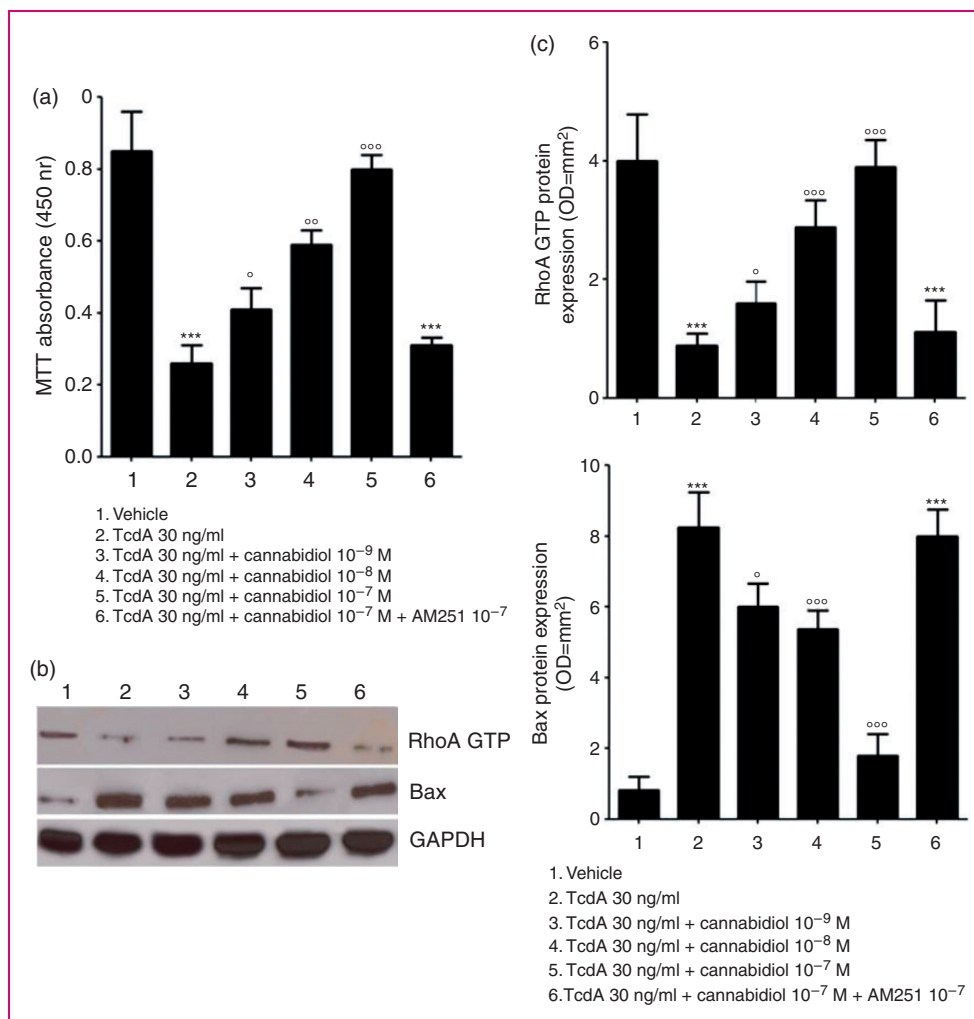 (a)
MTT absorbance (450 nr)
0
0.8
0.6
0.4
0.2
0.0
***
°
°°
°°°
***
1 2 3 4 5 6
1. Vehicle
2. TcdA 30 ng/ml
3. TcdA 30 ng/ml + cannabidiol 10⁻⁹ M
4. TcdA 30 ng/ml + cannabidiol 10⁻⁸ M
5. TcdA 30 ng/ml + cannabidiol 10⁻⁷ M
6. TcdA 30 ng/ml + cannabidiol 10⁻⁷ M + AM251 10⁻⁷
(b)
1 2 3 4 5 6
RhoA GTP
Bax
GAPDH
(c)
RhoA GTP protein
expression (OD=mm²)
6
4
2
0
***
°
°°°
°°°
***
1 2 3 4 5 6
Bax protein expression
(OD=mm²)
10
8
6
4
2
0
***
°
°°°
°°°
***
1 2 3 4 5 6
1. Vehicle
2. TcdA 30 ng/ml
3. TcdA 30 ng/ml + cannabidiol 10⁻⁹ M
4. TcdA 30 ng/ml + cannabidiol 10⁻⁸ M
5. TcdA 30 ng/ml + cannabidiol 10⁻⁷ M
6.TcdA 30 ng/ml + cannabidiol 10⁻⁷ M + AM251 10⁻⁷